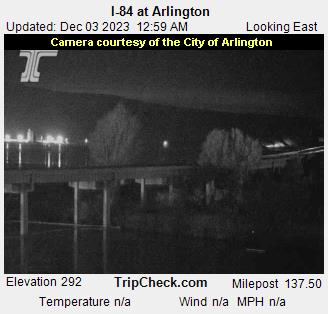 I-84 at Arlington
Updated: Dec 03 2023 12:59 AM Looking East
Camera courtesy of the City of Arlington
Elevation 292 TripCheck.com Milepost 137.50
Temperature n/a Wind n/a MPH n/a